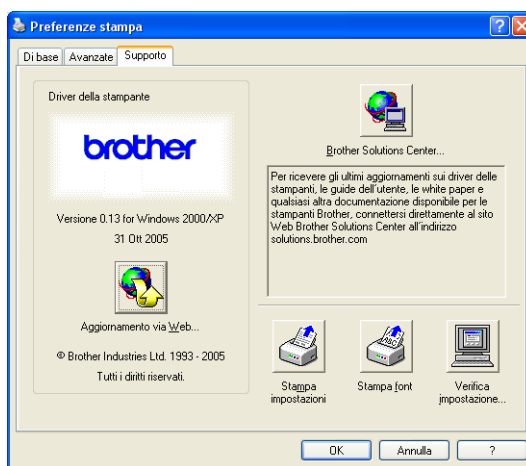 Preferenze stampa
Di base Avanzate Supporto
Driver della stampante
brother
Versione 0.13 for Windows 2000/XP
31 Ott 2005
Aggiornamento via Web...
© Brother Industries Ltd. 1993 - 2005
Tutti i diritti riservati.
Brother Solutions Center...
Per ricevere gli ultimi aggiornamenti sui driver delle
stampanti, le guide dell'utente, le white paper e
qualsiasi altra documentazione disponibile per le
stampanti Brother, connettersi direttamente al sito
Web Brother Solutions Center all'indirizzo
solutions.brother.com
Stampa
impostazioni
Stampa font
Verifica
impostazione...
OK Annulla ?